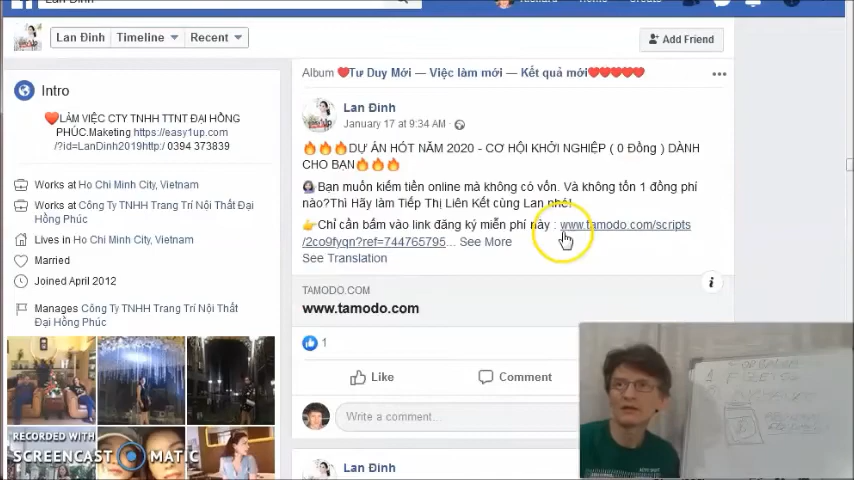 Lan Đinh
Lan Đinh Timeline Recent
Add Friend
Intro
LÀM VIỆC CTY TNHH TTNT ĐẠI HỒNG
PHÚC.Maketing https://easy1up.com
/?id=LanDinh2019http:/ 0394 373839
Works at Ho Chi Minh City, Vietnam
Works at Công Ty TNHH Trang Trí Nội Thất
Đại Hồng Phúc
Lives in Ho Chi Minh City, Vietnam
Married
Joined April 2012
Manages Công Ty TNHH Trang Trí Nội Thất
Đại Hồng Phúc
RECORDED WITH
SCREENCAST MATIC
Album ❤Tư Duy Mới — Việc làm mới — Kết quả mới❤❤❤❤❤
Lan Đinh
January 17 at 9:34 AM
🔥🔥🔥DỰ ÁN HÓT NĂM 2020 - CƠ HỘI KHỞI NGHIỆP ( 0 Đồng ) DÀNH
CHO BẠN🔥🔥🔥
Bạn muốn kiếm tiền online mà không có vốn. Và không tốn 1 đồng phí
nào?Thì Hãy làm Tiếp Thị Liên Kết cùng Lan nhé!
👉Chỉ cần bấm vào link đăng ký miễn phí này : www.tamodo.com/scripts
/2co9fyqn?ref=744765795... See More
See Translation
TAMODO.COM
www.tamodo.com
1
Like Comment
Write a comment...
Lan Đinh